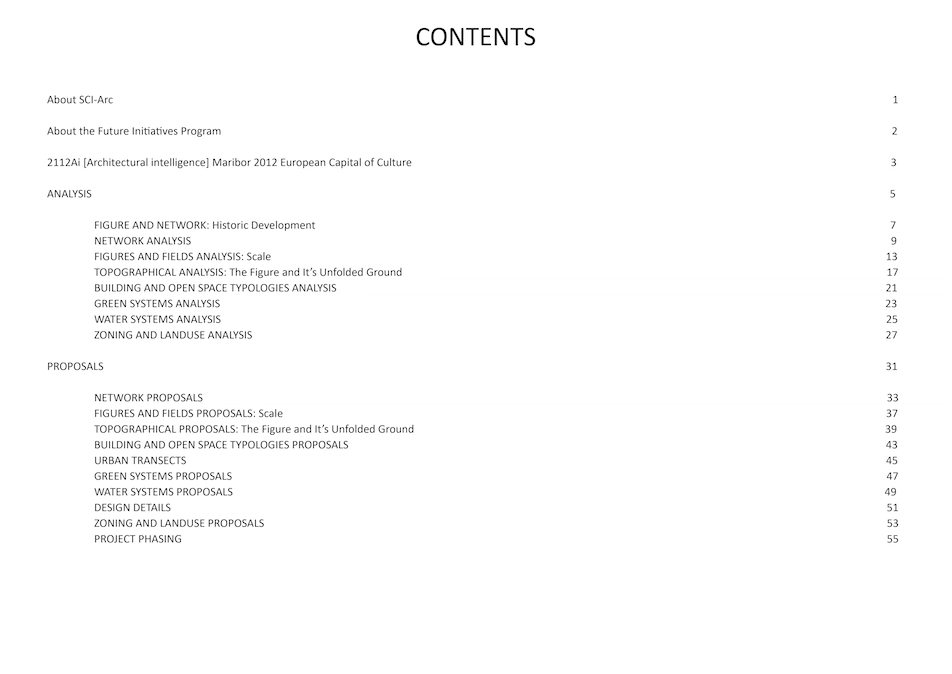 CONTENTS
About SCI-Arc 1
About the Future Initiatives Program 2
2112Ai [Architectural intelligence] Maribor 2012 European Capital of Culture 3
ANALYSIS 5
FIGURE AND NETWORK: Historic Development 7
NETWORK ANALYSIS 9
FIGURES AND FIELDS ANALYSIS: Scale 13
TOPOGRAPHICAL ANALYSIS: The Figure and It's Unfolded Ground 17
BUILDING AND OPEN SPACE TYPOLOGIES ANALYSIS 21
GREEN SYSTEMS ANALYSIS 23
WATER SYSTEMS ANALYSIS 25
ZONING AND LANDUSE ANALYSIS 27
PROPOSALS 31
NETWORK PROPOSALS 33
FIGURES AND FIELDS PROPOSALS: Scale 37
TOPOGRAPHICAL PROPOSALS: The Figure and It's Unfolded Ground 39
BUILDING AND OPEN SPACE TYPOLOGIES PROPOSALS 43
URBAN TRANSECTS 45
GREEN SYSTEMS PROPOSALS 47
WATER SYSTEMS PROPOSALS 49
DESIGN DETAILS 51
ZONING AND LANDUSE PROPOSALS 53
PROJECT PHASING 55